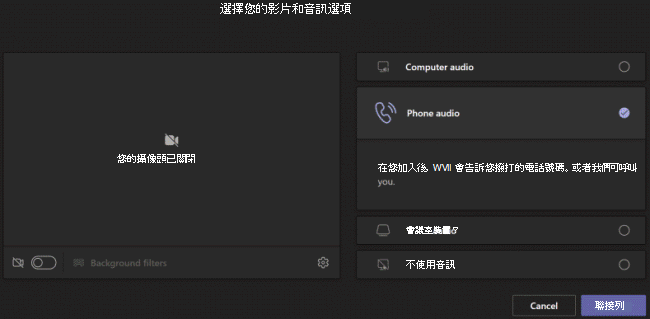 選擇您的影片和音訊選項
Computer audio
Phone audio
您的攝像頭已關閉
在您加入後, WVII 會告訴您撥打的電話號碼。或者我們可呼叫
you.
會議室
Background filters
不使用音訊
Cancel
聯接列